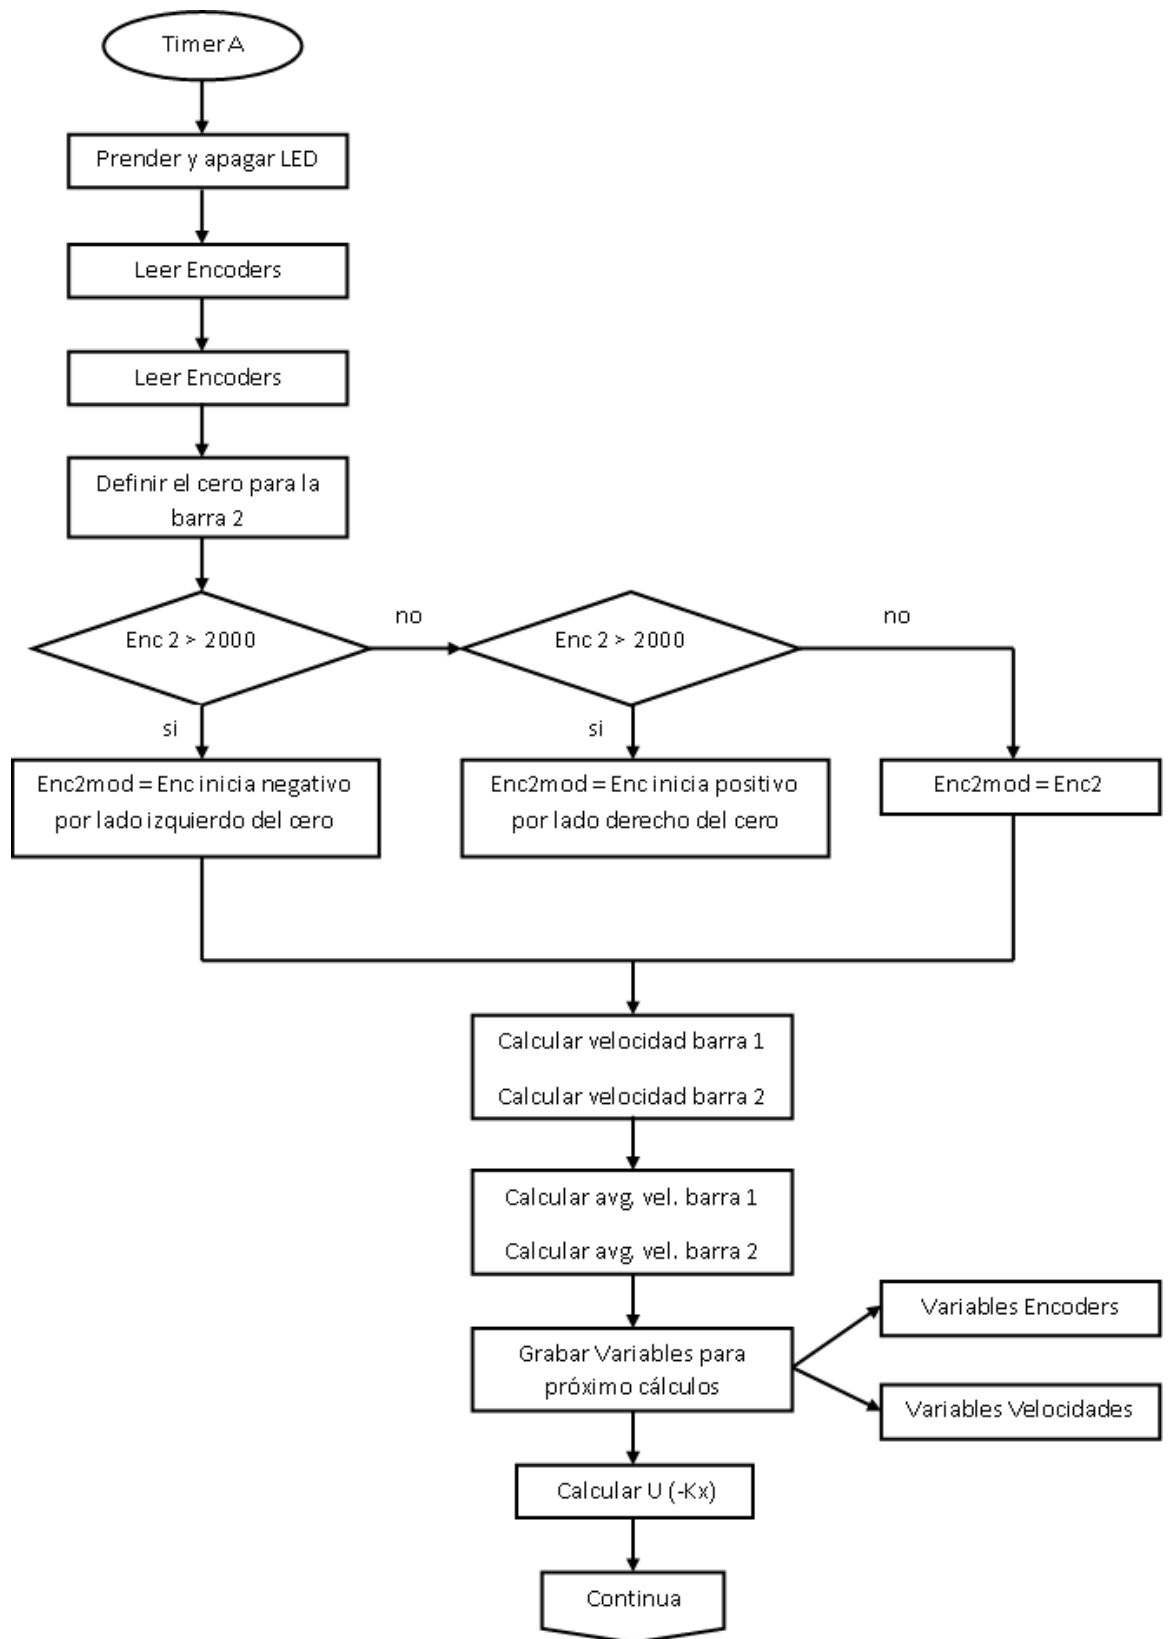 Timer A
Prender y apagar LED
Leer Encoders
Leer Encoders
Definir el cero para la
barra 2
Enc 2 > 2000
no
Enc 2 > 2000
no
si
si
Enc2mod = Enc inicia negativo
por lado izquierdo del cero
Enc2mod = Enc inicia positivo
por lado derecho del cero
Enc2mod = Enc2
Calcular velocidad barra 1
Calcular velocidad barra 2
Calcular avg. vel. barra 1
Calcular avg. vel. barra 2
Grabar Variables para
próximo cálculos
Variables Encoders
Variables Velocidades
Calcular U (-Kx)
Continua